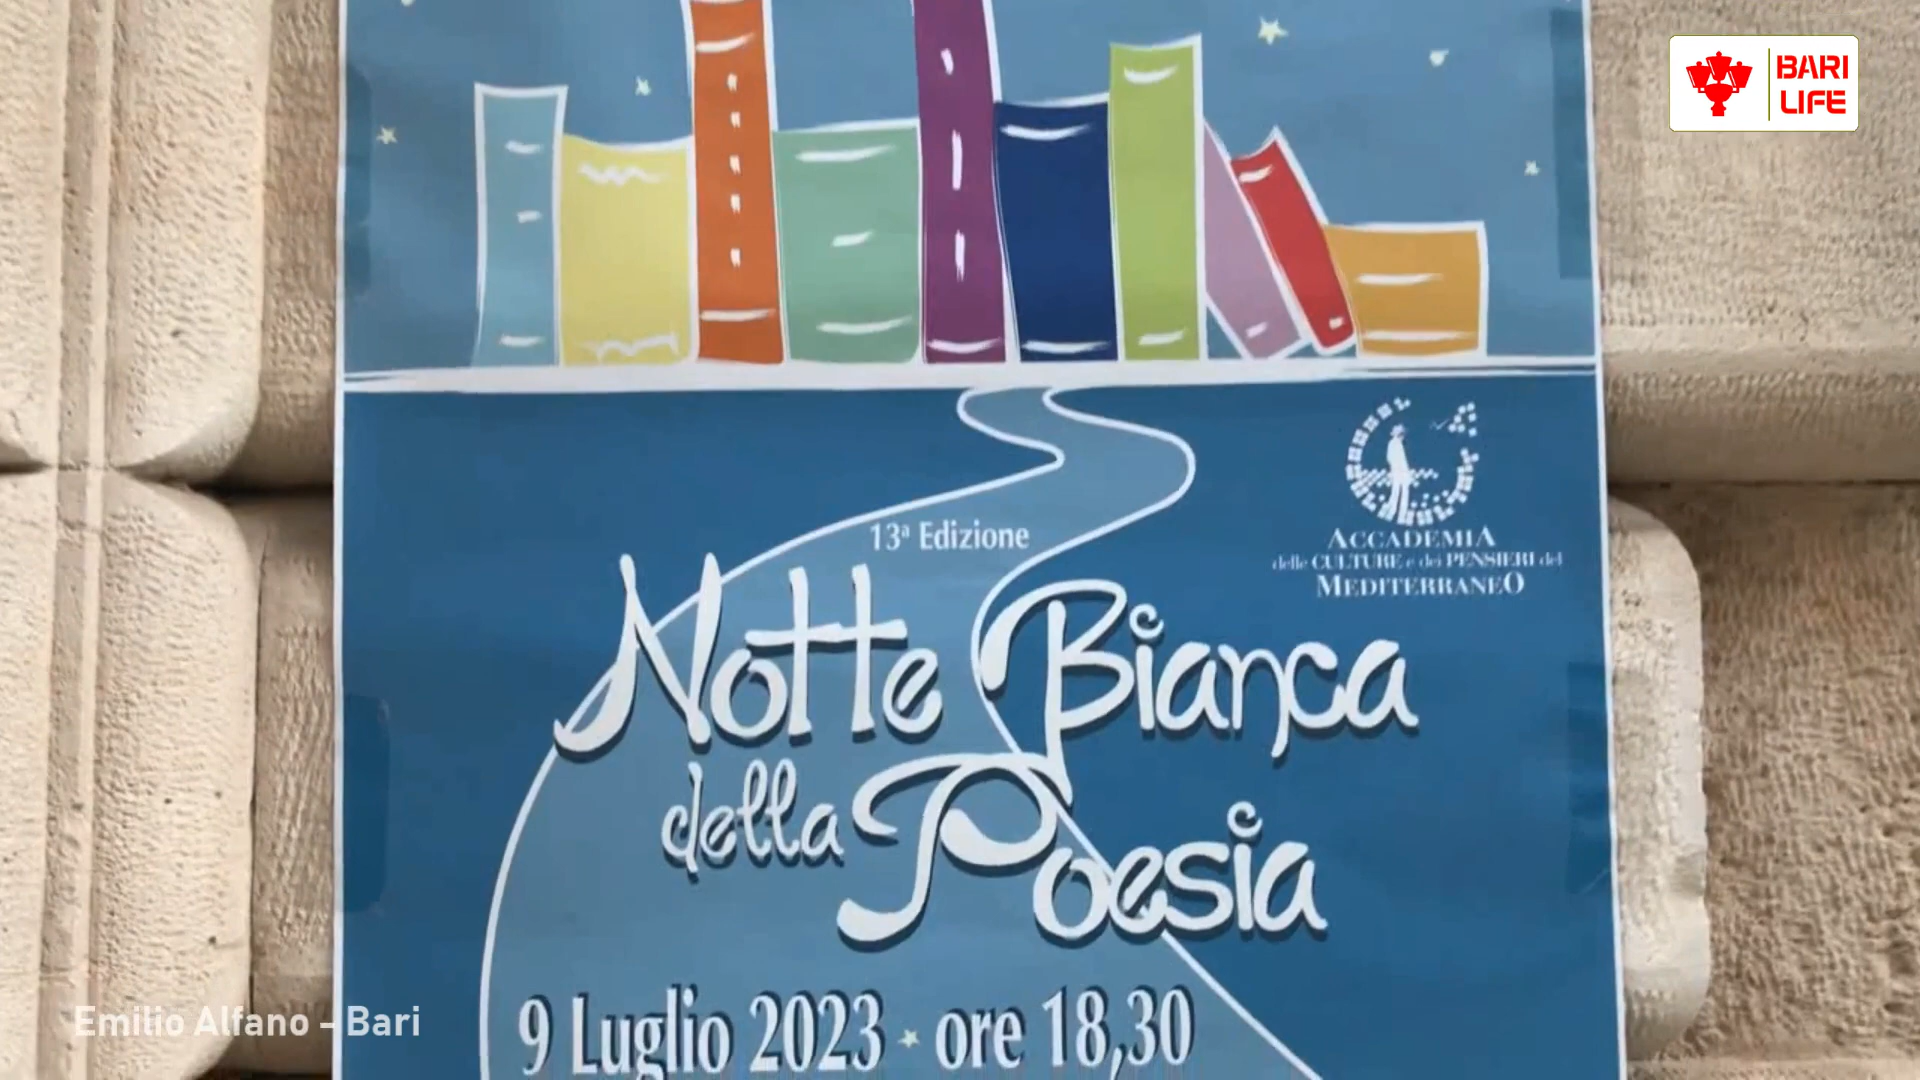 BARI
LIFE
13ª Edizione
ACCADEMIA
delle CULTURE e dei PENSIERI del
MEDITERRANEO
Notte Bianca
della Poesia
9 Luglio 2023 · ore 18,30
Emilio Alfano - Bari